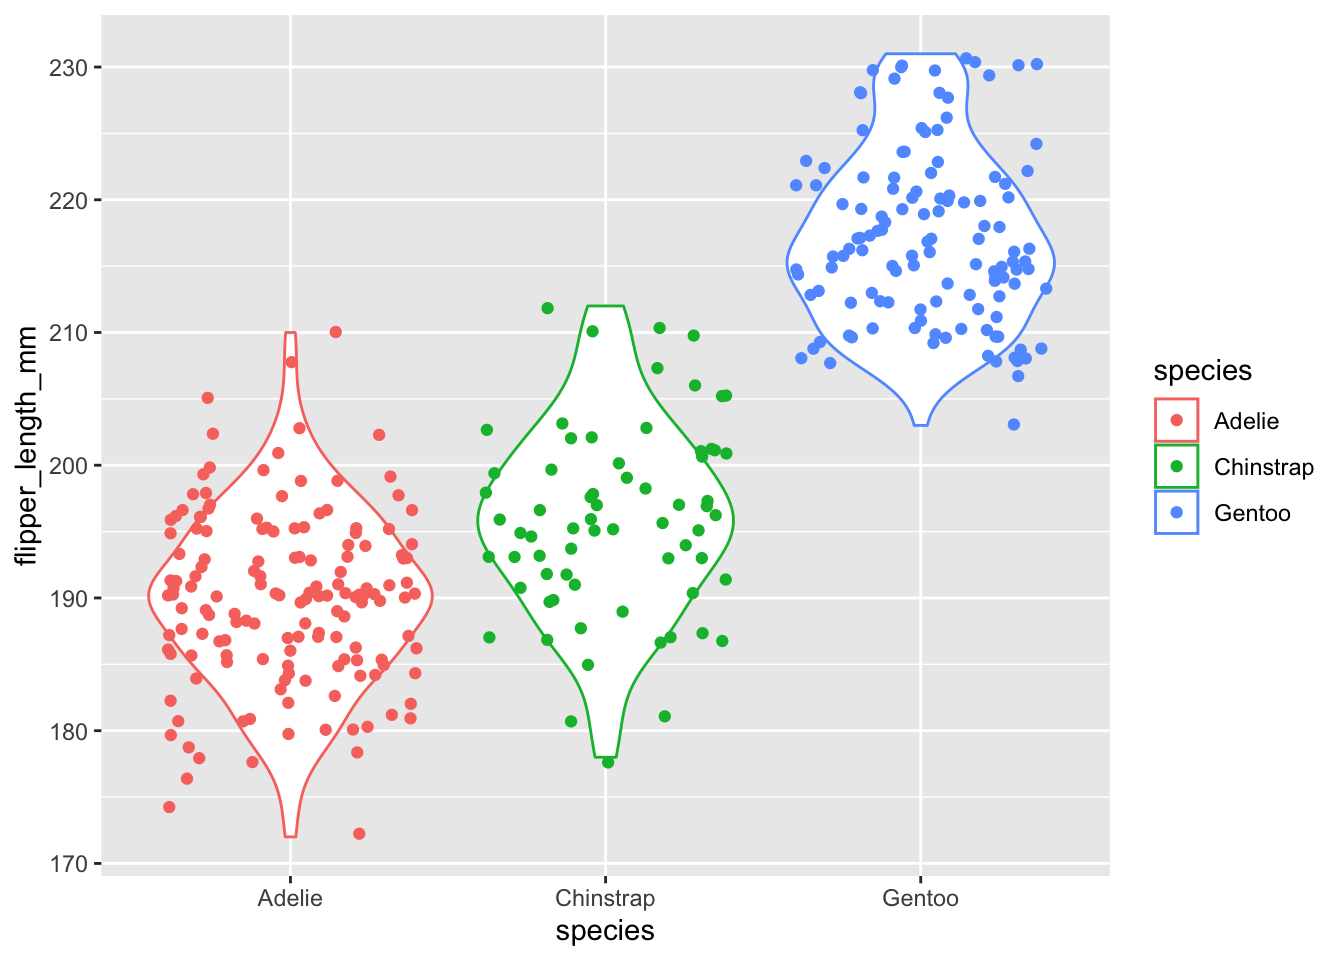 flipper_length_mm
230
220
210
200
190
180
170
Adelie
Chinstrap
Gentoo
species
species
Adelie
Chinstrap
Gentoo